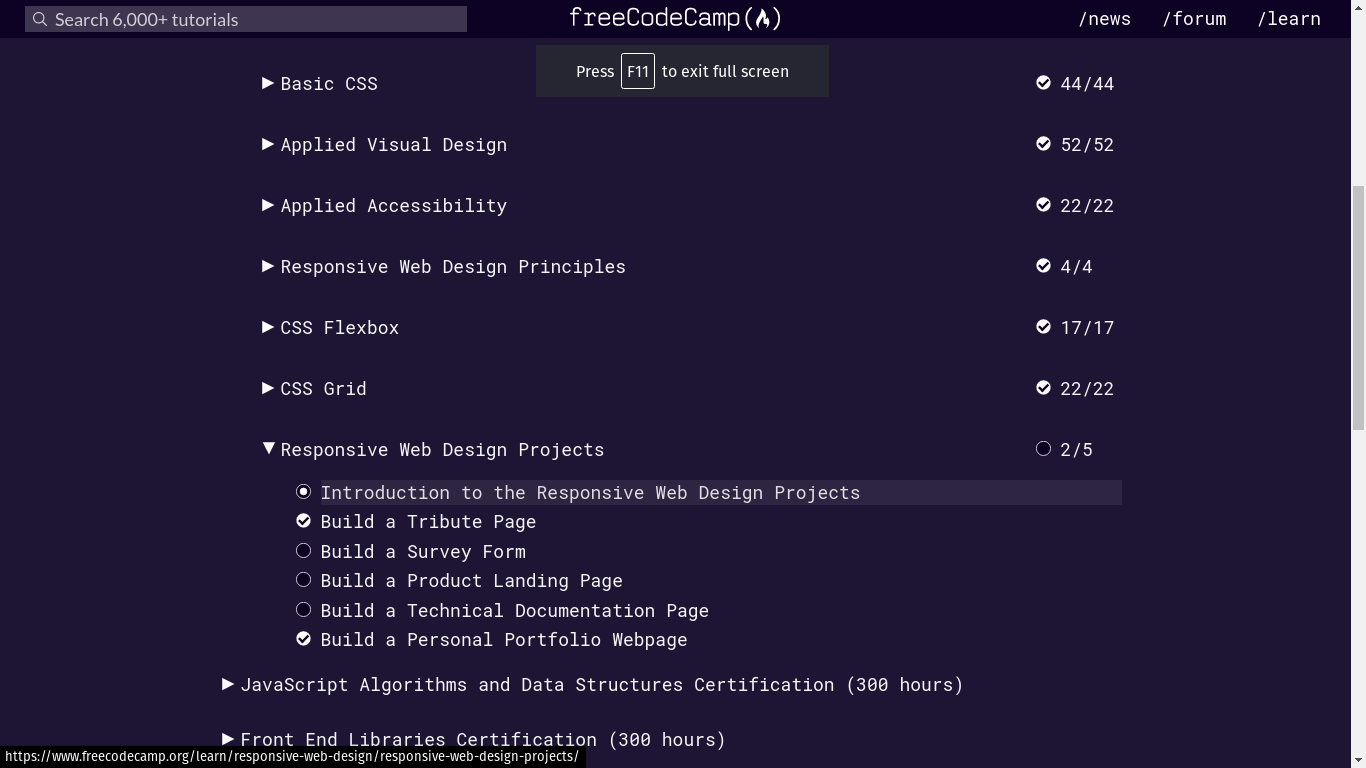 Search 6,000+ tutorials
freeCodeCamp
/news /forum /learn
Press F11 to exit full screen
Basic CSS 44/44
Applied Visual Design 52/52
Applied Accessibility 22/22
Responsive Web Design Principles 4/4
CSS Flexbox 17/17
CSS Grid 22/22
Responsive Web Design Projects 2/5
Introduction to the Responsive Web Design Projects
Build a Tribute Page
Build a Survey Form
Build a Product Landing Page
Build a Technical Documentation Page
Build a Personal Portfolio Webpage
JavaScript Algorithms and Data Structures Certification (300 hours)
Front End Libraries Certification (300 hours)
https://www.freecodecamp.org/learn/responsive-web-design/responsive-web-design-projects/